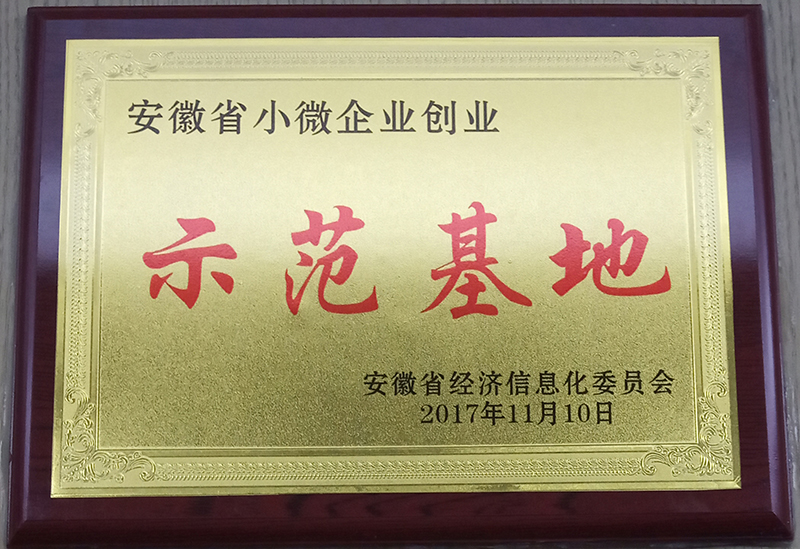 安徽省小微企业创业
示范基地
安徽省经济信息化委员会
2017年11月10日